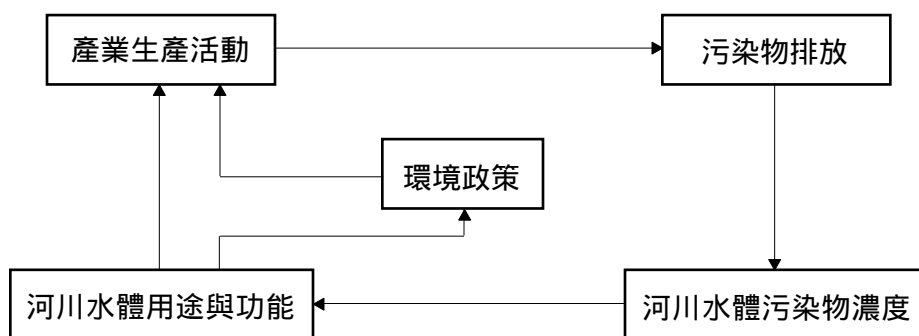 產業生產活動
污染物排放
環境政策
河川水體用途與功能
河川水體污染物濃度